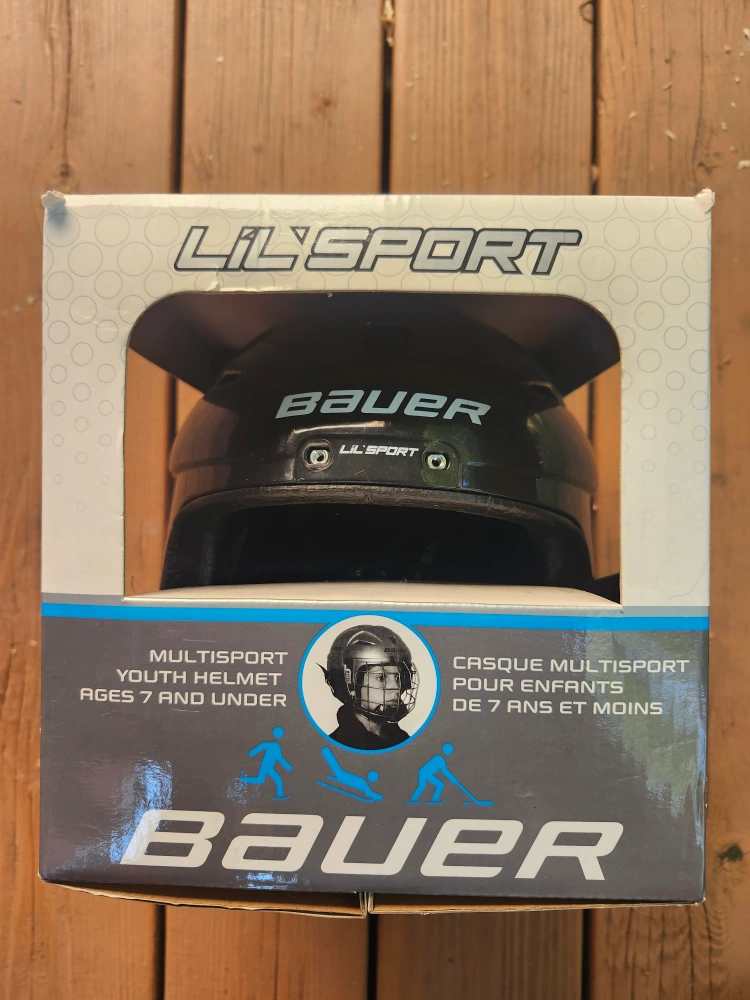 LIL'SPORT
BAUER
LIL'SPORT
MULTISPORT
YOUTH HELMET
AGES 7 AND UNDER
CASQUE MULTISPORT
POUR ENFANTS
DE 7 ANS ET MOINS
BAUER